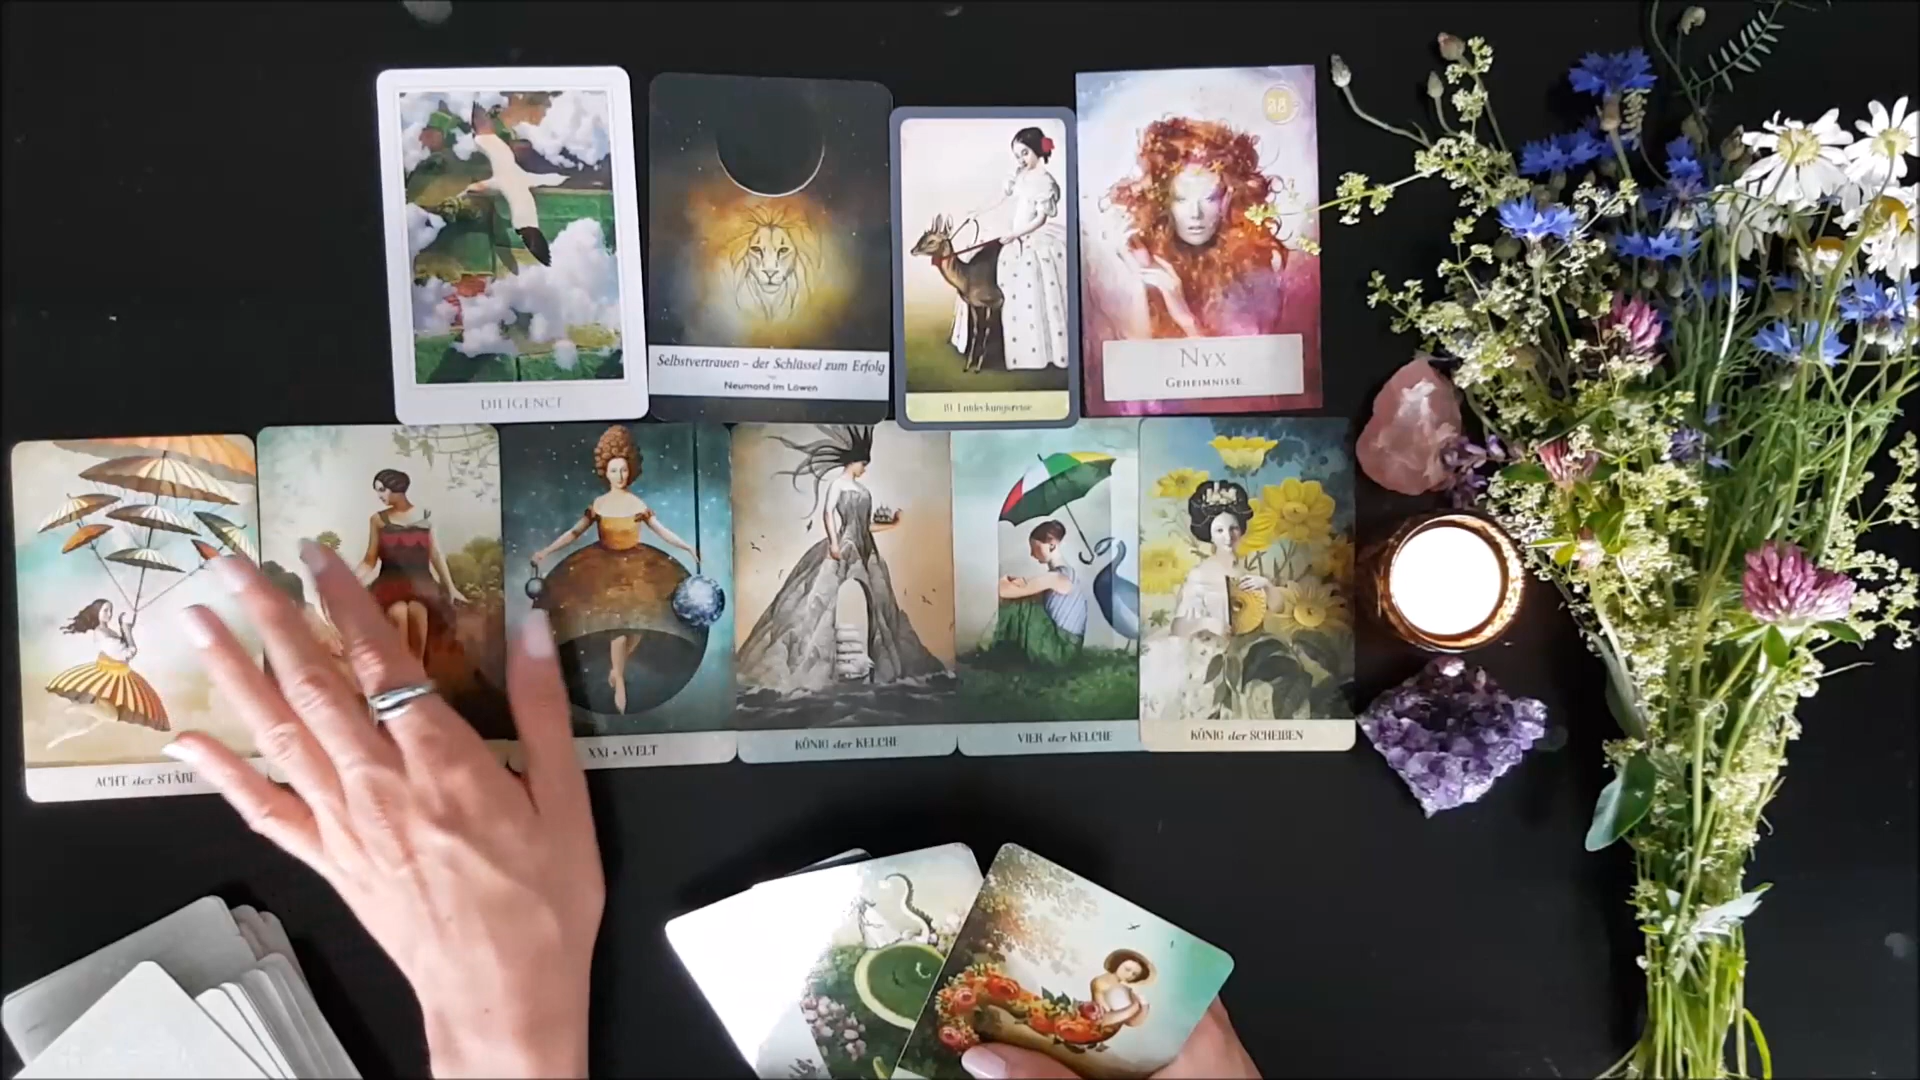 DILIGENCE
Selbstvertrauen – der Schlüssel zum Erfolg
Neumond im Löwen
Entdeckungsreise
38
NYX
GEHEIMNISSE
ACHT der STÄBE
XXI • WELT
KÖNIG der KELCHE
VIER der KELCHE
KÖNIG der SCHEIBEN